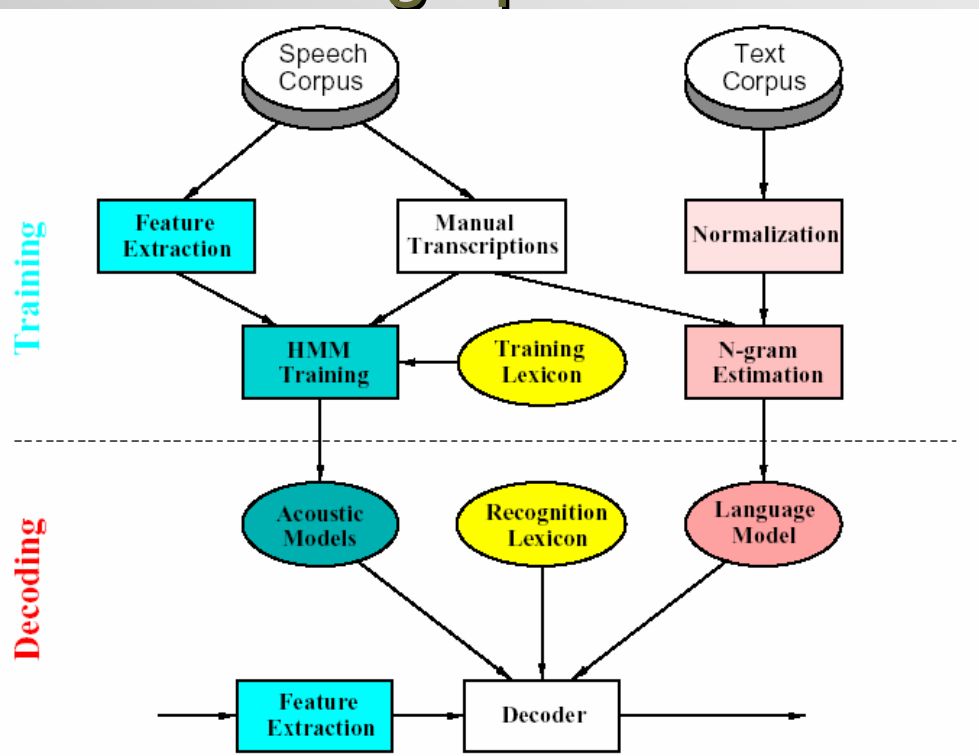 Speech
Corpus
Text
Corpus
Training
Feature
Extraction
Manual
Transcriptions
Normalization
HMM
Training
Training
Lexicon
N-gram
Estimation
Decoding
Acoustic
Models
Recognition
Lexicon
Language
Model
Feature
Extraction
Decoder